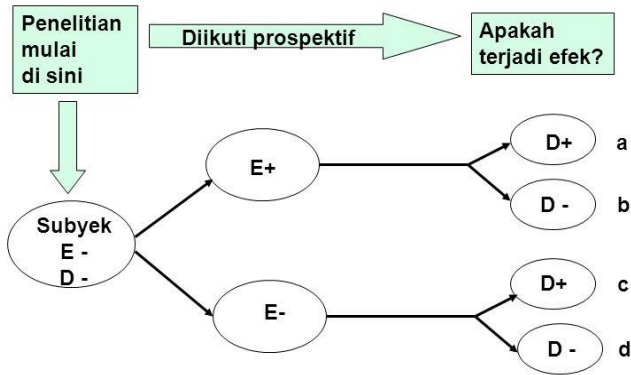 Penelitian
mulai
di sini
Diikuti prospektif
Apakah
terjadi efek?
Subyek
E -
D -
E+
E-
D+ a
D - b
D+ c
D - d